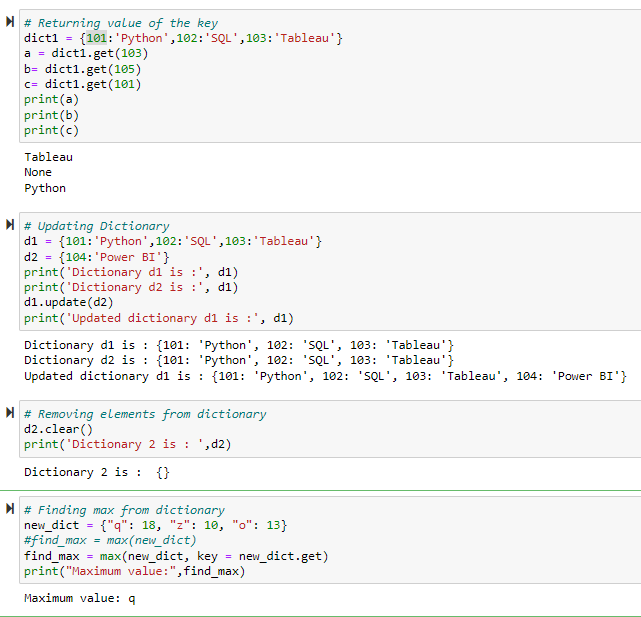 # Returning value of the key
dict1 = {101:'Python',102:'SQL',103:'Tableau'}
a = dict1.get(103)
b= dict1.get(105)
c= dict1.get(101)
print(a)
print(b)
print(c)
Tableau
None
Python
# Updating Dictionary
d1 = {101:'Python',102:'SQL',103:'Tableau'}
d2 = {104:'Power BI'}
print('Dictionary d1 is :', d1)
print('Dictionary d2 is :', d1)
d1.update(d2)
print('Updated dictionary d1 is :', d1)
Dictionary d1 is : {101: 'Python', 102: 'SQL', 103: 'Tableau'}
Dictionary d2 is : {101: 'Python', 102: 'SQL', 103: 'Tableau'}
Updated dictionary d1 is : {101: 'Python', 102: 'SQL', 103: 'Tableau', 104: 'Power BI'}
# Removing elements from dictionary
d2.clear()
print('Dictionary 2 is : ',d2)
Dictionary 2 is :  {}
# Finding max from dictionary
new_dict = {"q": 18, "z": 10, "o": 13}
#find_max = max(new_dict)
find_max = max(new_dict, key = new_dict.get)
print("Maximum value:",find_max)
Maximum value: q